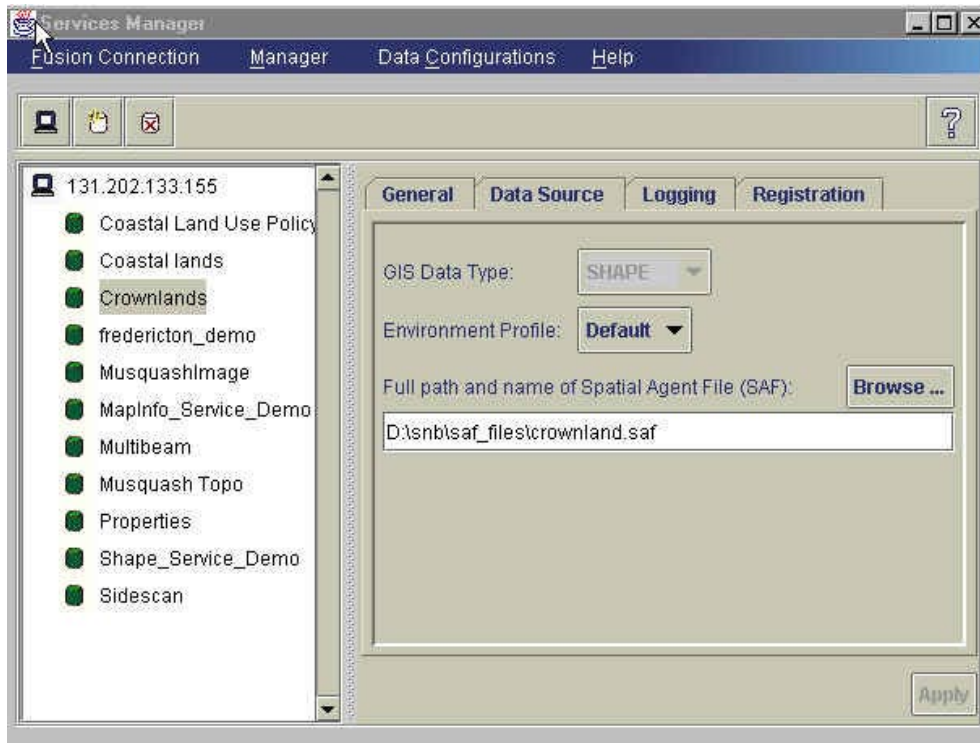 Services Manager
Fusion Connection Manager Data Configurations Help
?
131.202.133.155
Coastal Land Use Policy
Coastal lands
Crownlands
fredericton_demo
MusquashImage
MapInfo_Service_Demo
Multibeam
Musquash Topo
Properties
Shape_Service_Demo
Sidescan
General Data Source Logging Registration
GIS Data Type: SHAPE
Environment Profile: Default
Full path and name of Spatial Agent File (SAF): Browse ...
D:\snb\saf_files\crownland.saf
Apply